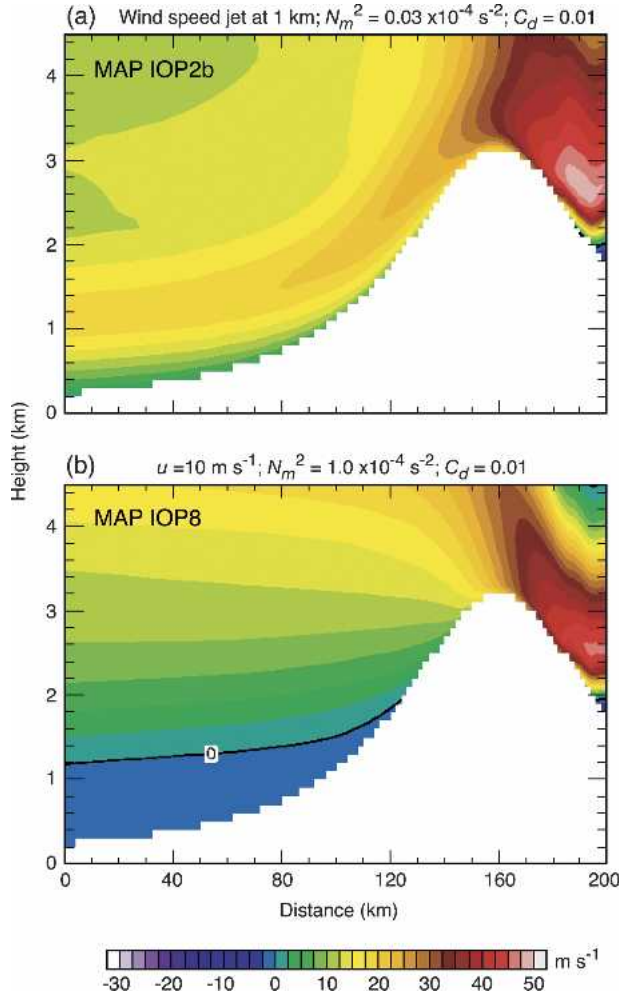 (a) Wind speed jet at 1 km; Nₘ² = 0.03 x10⁻⁴ s⁻²; C_d = 0.01
MAP IOP2b
4
3
2
1
0
Height (km)
(b) u =10 m s⁻¹; Nₘ² = 1.0 x10⁻⁴ s⁻²; C_d = 0.01
MAP IOP8
4
3
2
1
0
0
0 40 80 120 160 200
Distance (km)
m s⁻¹
-30 -20 -10 0 10 20 30 40 50